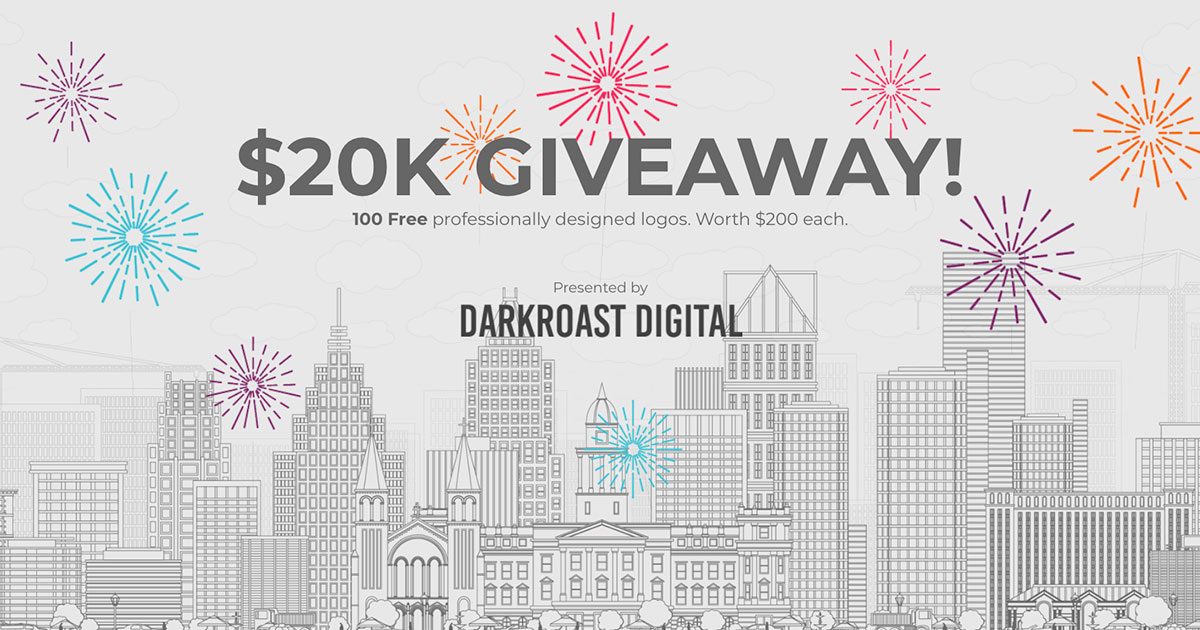 $20K GIVEAWAY!
100 Free professionally designed logos. Worth $200 each.
Presented by
DARKROAST DIGITAL